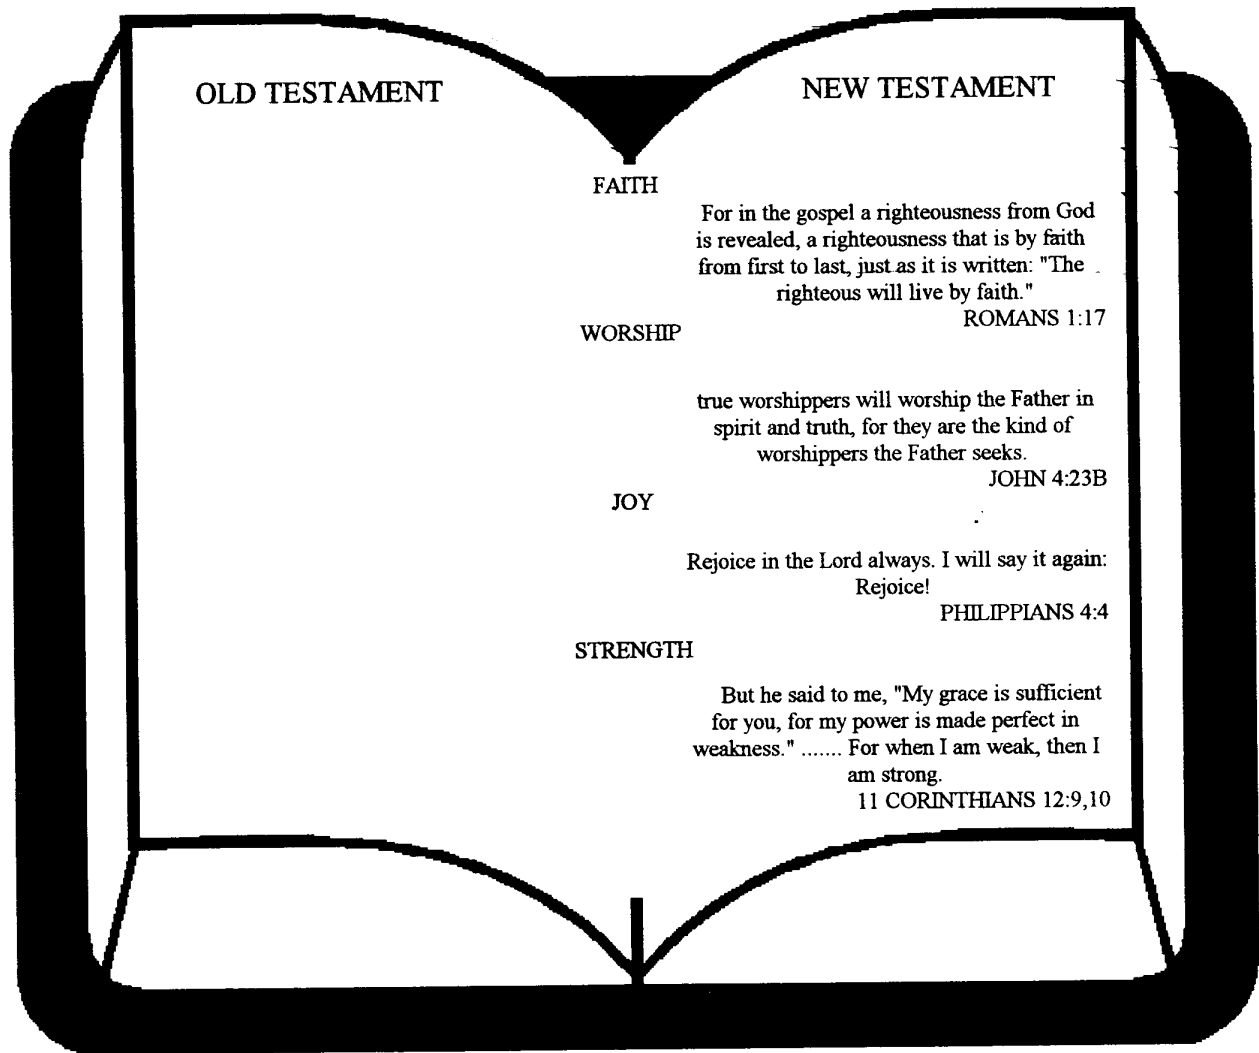 OLD TESTAMENT
NEW TESTAMENT
FAITH
For in the gospel a righteousness from God
is revealed, a righteousness that is by faith
from first to last, just as it is written: "The
righteous will live by faith."
ROMANS 1:17
WORSHIP
true worshippers will worship the Father in
spirit and truth, for they are the kind of
worshippers the Father seeks.
JOHN 4:23B
JOY
Rejoice in the Lord always. I will say it again:
Rejoice!
PHILIPPIANS 4:4
STRENGTH
But he said to me, "My grace is sufficient
for you, for my power is made perfect in
weakness." ....... For when I am weak, then I
am strong.
11 CORINTHIANS 12:9,10